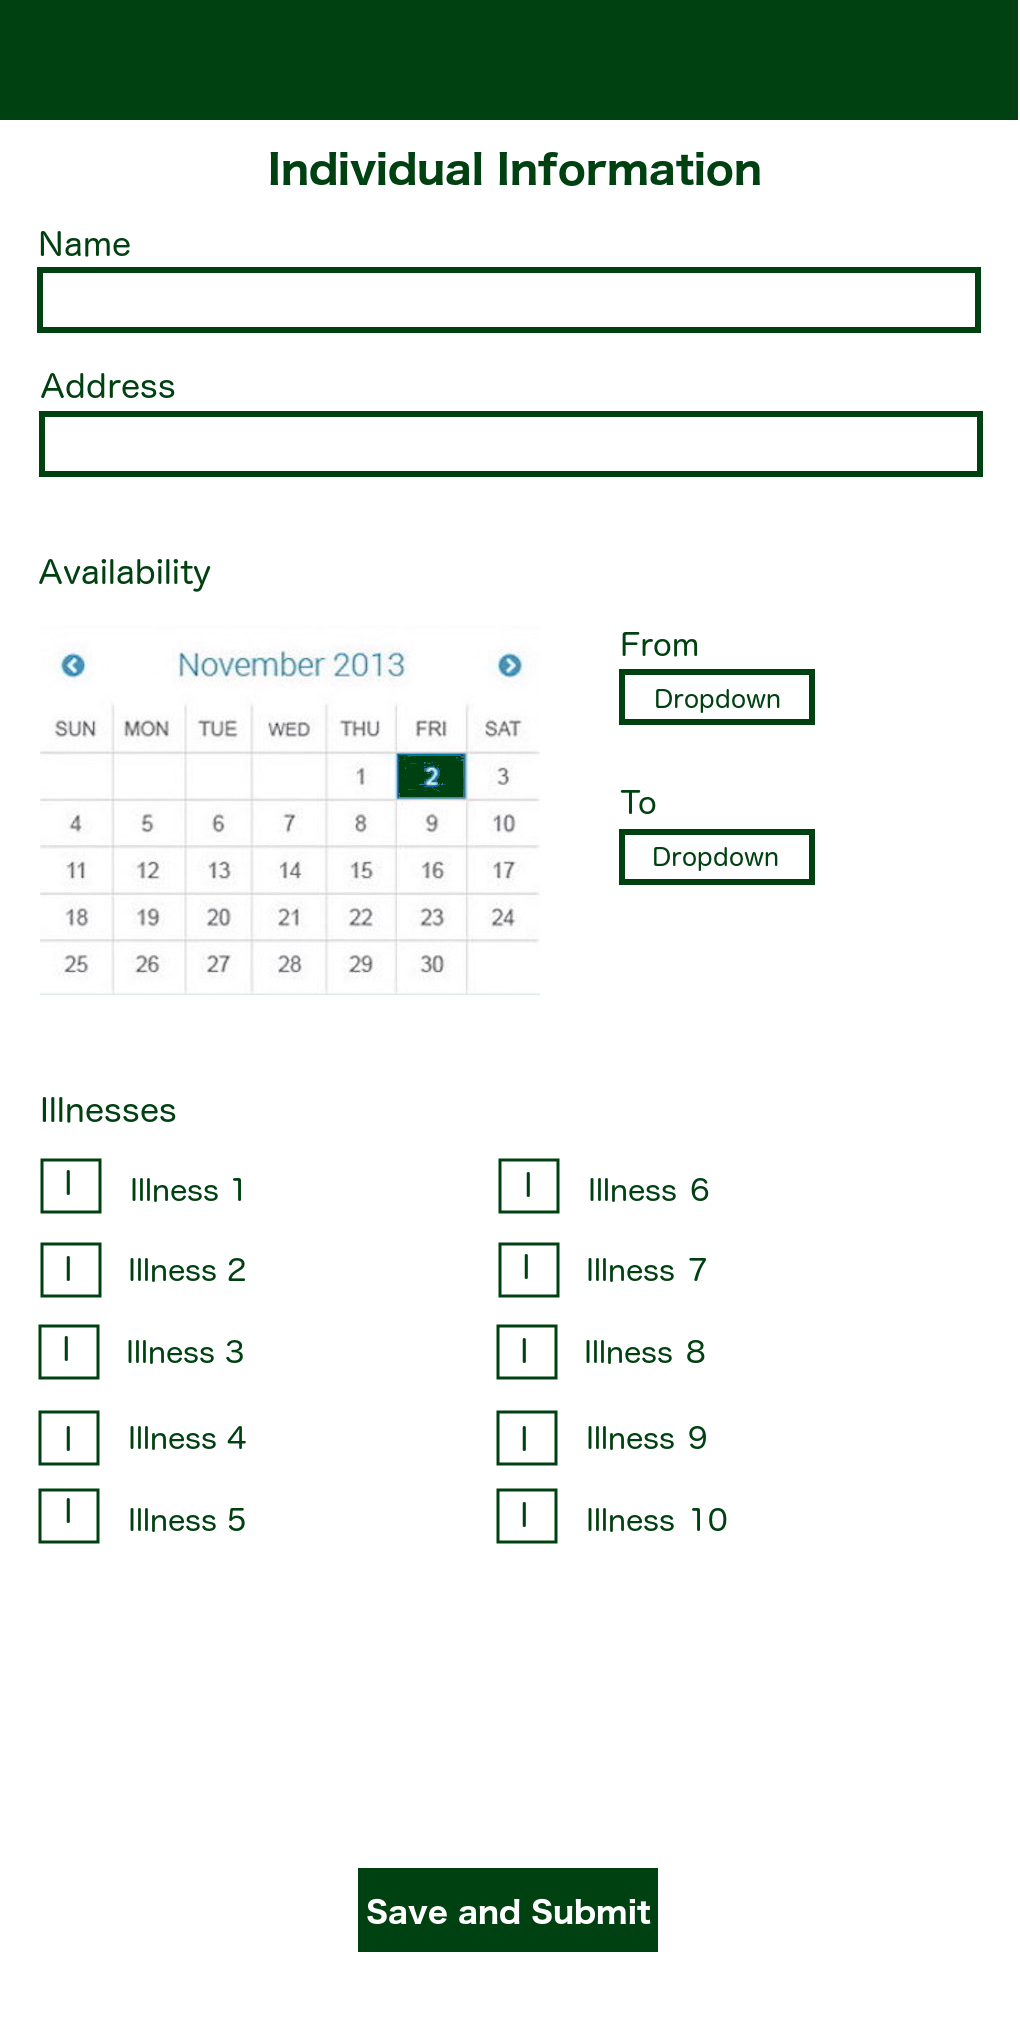 Individual Information
Name
Address
Availability
November 2013
SUN MON TUE WED THU FRI SAT
1 2 3
4 5 6 7 8 9 10
11 12 13 14 15 16 17
18 19 20 21 22 23 24
25 26 27 28 29 30
From
Dropdown
To
Dropdown
Illnesses
I Illness 1
I Illness 2
I Illness 3
I Illness 4
I Illness 5
I Illness 6
I Illness 7
I Illness 8
I Illness 9
I Illness 10
Save and Submit